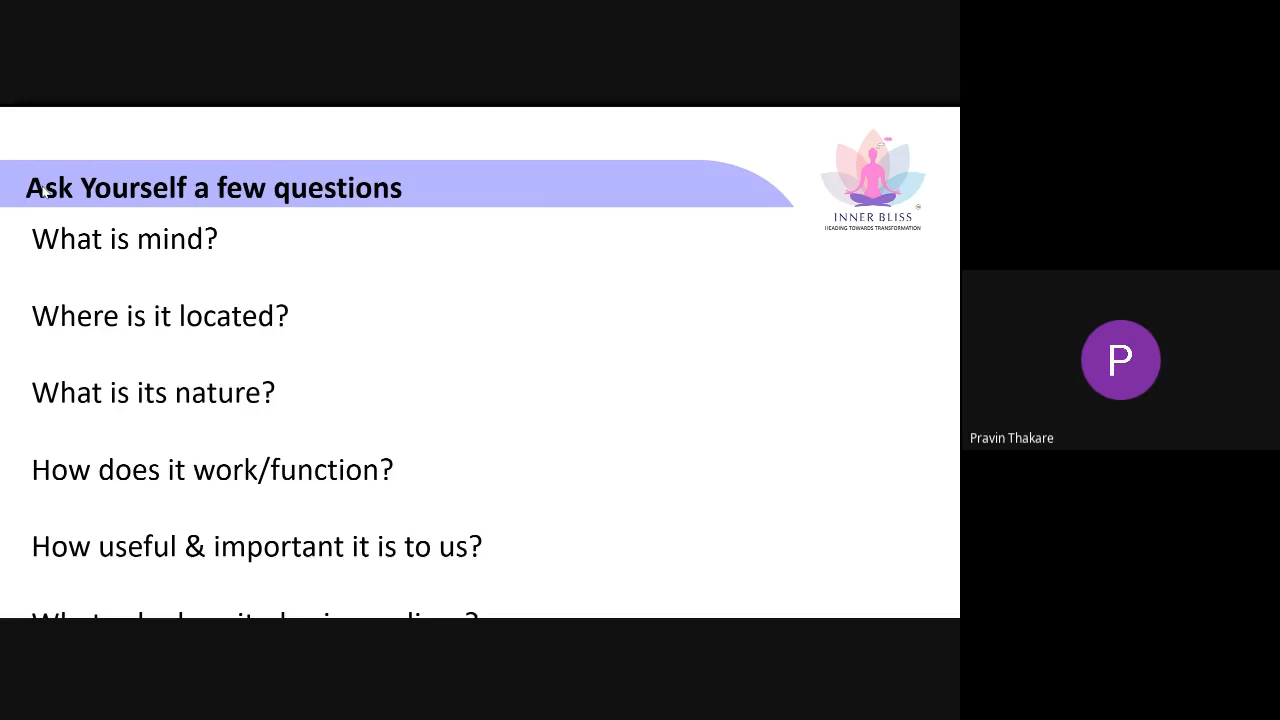 Ask Yourself a few questions
INNER BLISS
HEADING TOWARDS TRANSFORMATION
What is mind?
Where is it located?
What is its nature?
How does it work/function?
How useful & important it is to us?
P
Pravin Thakare